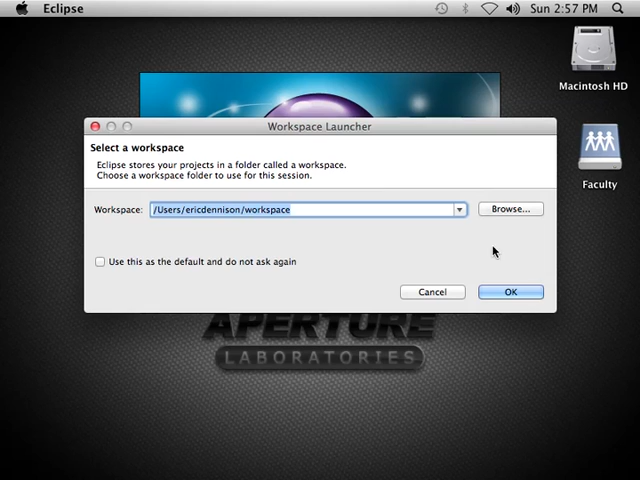 Eclipse
Sun 2:57 PM
Macintosh HD
Workspace Launcher
Select a workspace
Eclipse stores your projects in a folder called a workspace.
Choose a workspace folder to use for this session.
Faculty
Workspace: /Users/ericdennison/workspace Browse...
Use this as the default and do not ask again
Cancel OK
APERTURE
LABORATORIES